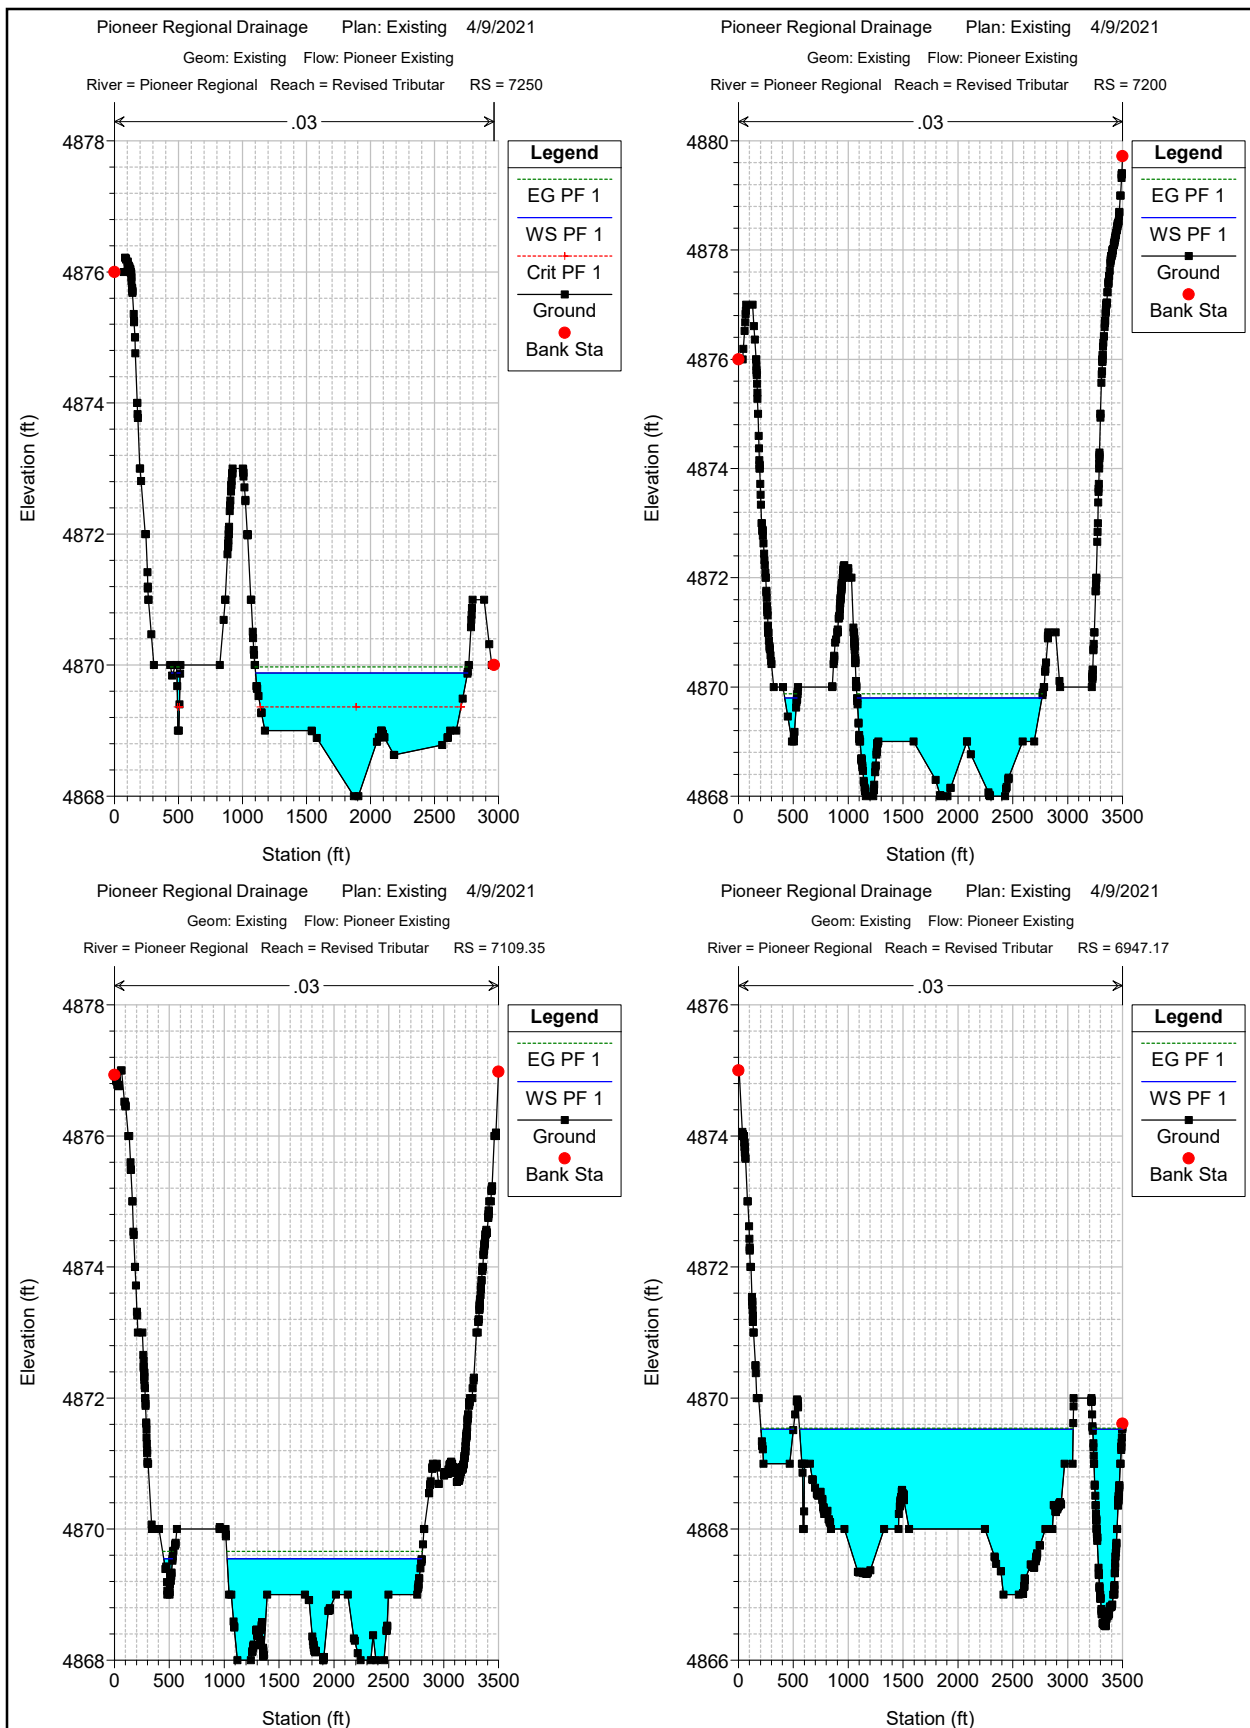 Pioneer Regional Drainage Plan: Existing 4/9/2021
Geom: Existing Flow: Pioneer Existing
River = Pioneer Regional Reach = Revised Tributar RS = 7250
.03
4878
4876
4874
4872
4870
4868
Elevation (ft)
0 500 1000 1500 2000 2500 3000
Station (ft)
Legend
EG PF 1
WS PF 1
Crit PF 1
Ground
Bank Sta
Pioneer Regional Drainage Plan: Existing 4/9/2021
Geom: Existing Flow: Pioneer Existing
River = Pioneer Regional Reach = Revised Tributar RS = 7200
.03
4880
4878
4876
4874
4872
4870
4868
Elevation (ft)
0 500 1000 1500 2000 2500 3000 3500
Station (ft)
Legend
EG PF 1
WS PF 1
Ground
Bank Sta
Pioneer Regional Drainage Plan: Existing 4/9/2021
Geom: Existing Flow: Pioneer Existing
River = Pioneer Regional Reach = Revised Tributar RS = 7109.35
.03
4878
4876
4874
4872
4870
4868
Elevation (ft)
0 500 1000 1500 2000 2500 3000 3500
Station (ft)
Legend
EG PF 1
WS PF 1
Ground
Bank Sta
Pioneer Regional Drainage Plan: Existing 4/9/2021
Geom: Existing Flow: Pioneer Existing
River = Pioneer Regional Reach = Revised Tributar RS = 6947.17
.03
4876
4874
4872
4870
4868
4866
Elevation (ft)
0 500 1000 1500 2000 2500 3000 3500
Station (ft)
Legend
EG PF 1
WS PF 1
Ground
Bank Sta